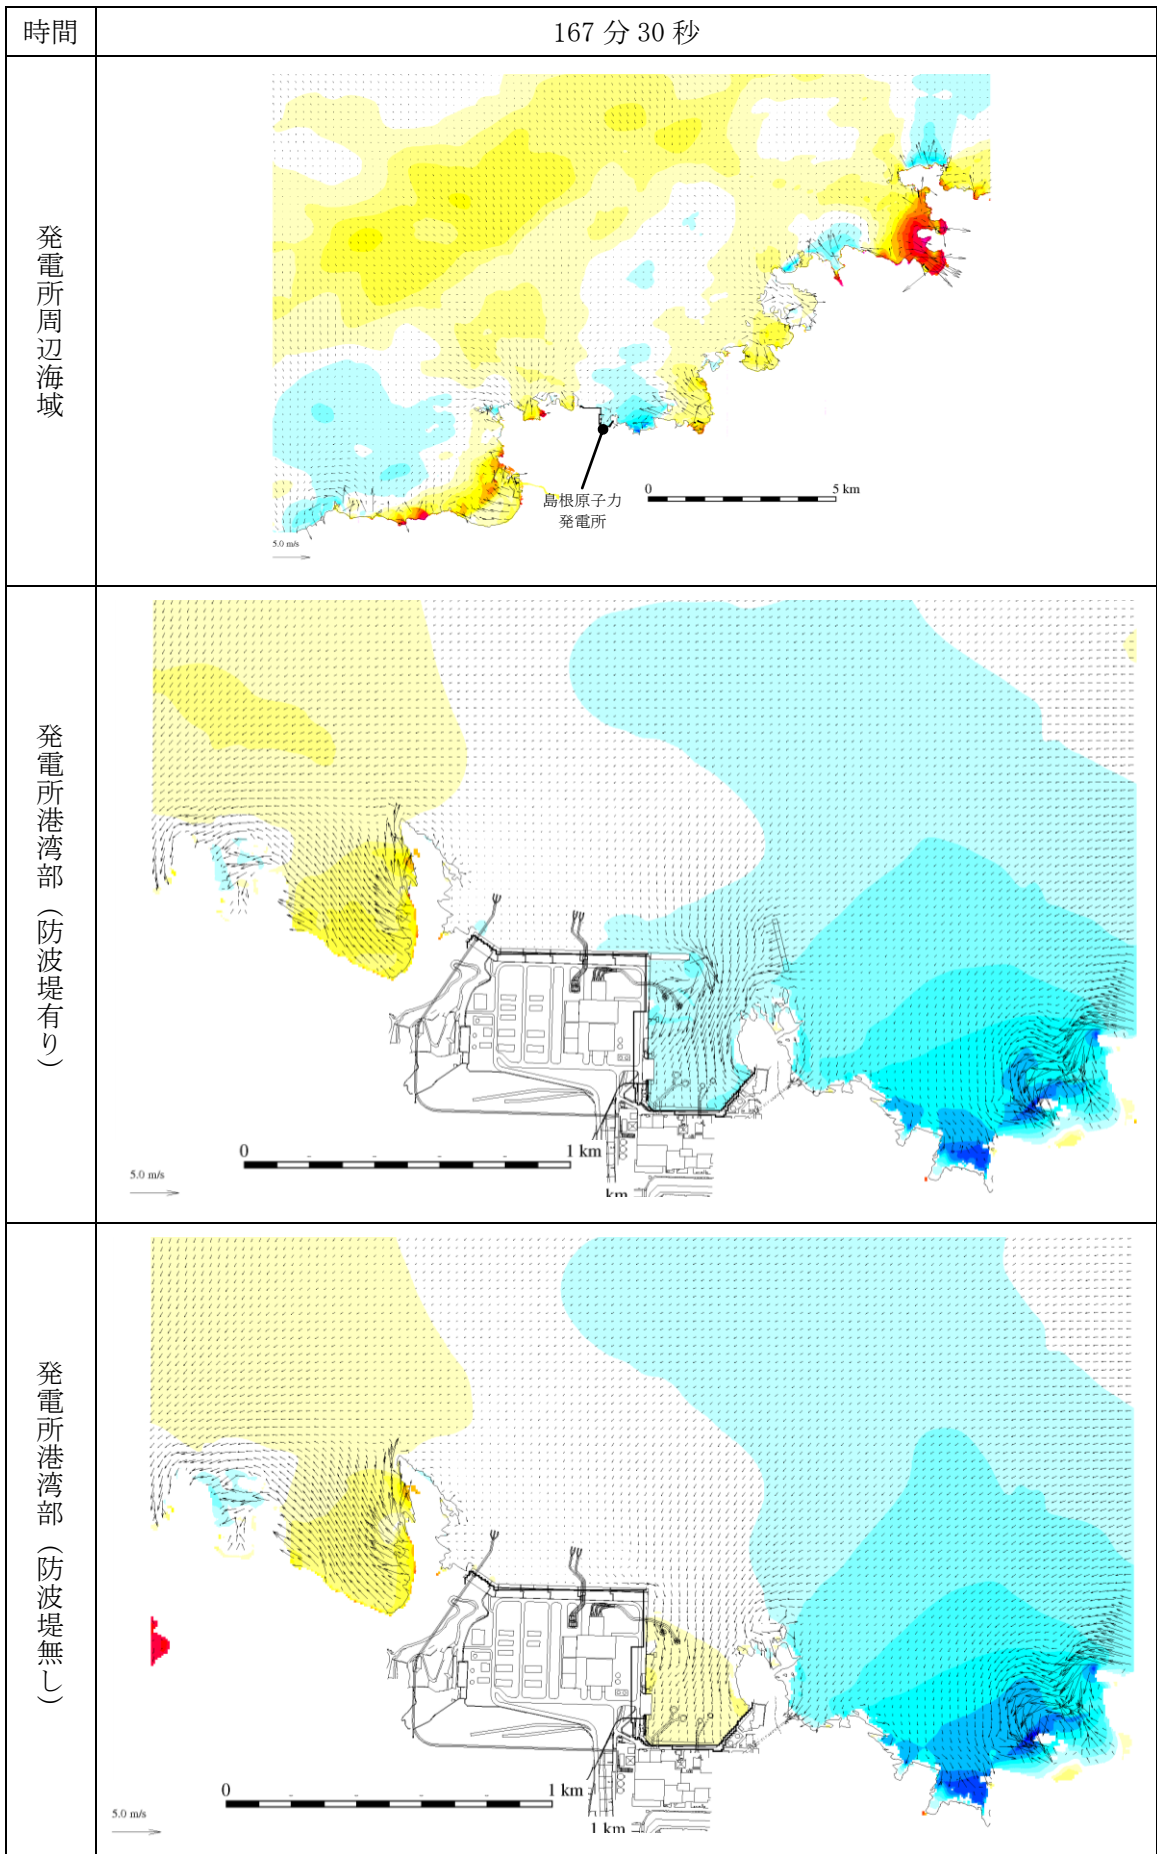 時間
167 分 30 秒
発電所周辺海域
島根原子力
発電所
0
5 km
5.0 m/s
発電所港湾部（防波堤有り）
0
1 km
5.0 m/s
km
発電所港湾部（防波堤無し）
0
1 km
5.0 m/s
1 km